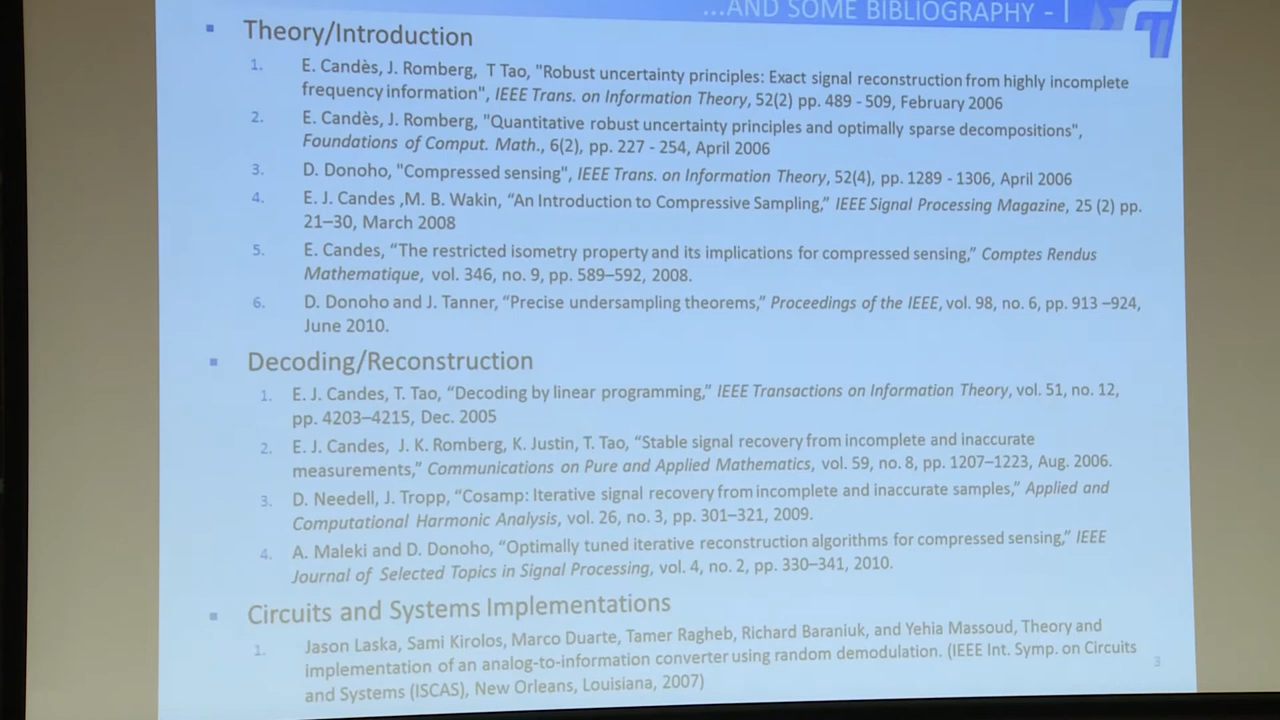 ...AND SOME BIBLIOGRAPHY - I
Theory/Introduction
1. E. Candès, J. Romberg, T Tao, "Robust uncertainty principles: Exact signal reconstruction from highly incomplete
frequency information", IEEE Trans. on Information Theory, 52(2) pp. 489 - 509, February 2006
2. E. Candès, J. Romberg, "Quantitative robust uncertainty principles and optimally sparse decompositions",
Foundations of Comput. Math., 6(2), pp. 227 - 254, April 2006
3. D. Donoho, "Compressed sensing", IEEE Trans. on Information Theory, 52(4), pp. 1289 - 1306, April 2006
4. E. J. Candes ,M. B. Wakin, “An Introduction to Compressive Sampling,” IEEE Signal Processing Magazine, 25 (2) pp.
21–30, March 2008
5. E. Candes, “The restricted isometry property and its implications for compressed sensing,” Comptes Rendus
Mathematique, vol. 346, no. 9, pp. 589–592, 2008.
6. D. Donoho and J. Tanner, “Precise undersampling theorems,” Proceedings of the IEEE, vol. 98, no. 6, pp. 913 –924,
June 2010.
Decoding/Reconstruction
1. E. J. Candes, T. Tao, “Decoding by linear programming,” IEEE Transactions on Information Theory, vol. 51, no. 12,
pp. 4203–4215, Dec. 2005
2. E. J. Candes, J. K. Romberg, K. Justin, T. Tao, “Stable signal recovery from incomplete and inaccurate
measurements,” Communications on Pure and Applied Mathematics, vol. 59, no. 8, pp. 1207–1223, Aug. 2006.
3. D. Needell, J. Tropp, “Cosamp: Iterative signal recovery from incomplete and inaccurate samples,” Applied and
Computational Harmonic Analysis, vol. 26, no. 3, pp. 301–321, 2009.
4. A. Maleki and D. Donoho, “Optimally tuned iterative reconstruction algorithms for compressed sensing,” IEEE
Journal of Selected Topics in Signal Processing, vol. 4, no. 2, pp. 330–341, 2010.
Circuits and Systems Implementations
1. Jason Laska, Sami Kirolos, Marco Duarte, Tamer Ragheb, Richard Baraniuk, and Yehia Massoud, Theory and
implementation of an analog-to-information converter using random demodulation. (IEEE Int. Symp. on Circuits
and Systems (ISCAS), New Orleans, Louisiana, 2007)
3